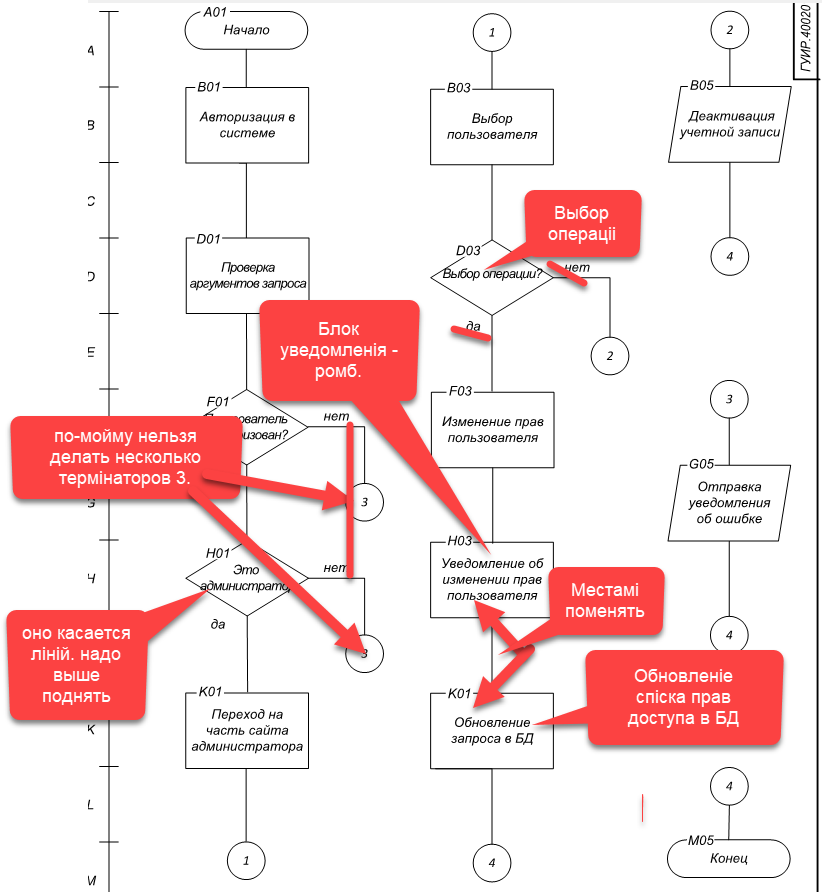 A01
Начало
B01
Авторизация в
системе
D01
Проверка
аргументов запроса
F01
ователь
изован?
нет
3
H01
Это
администратор
нет
да
3
K01
Переход на
часть сайта
администратора
1
1
B03
Выбор
пользователя
D03
Выбор операции?
нет
да
2
F03
Изменение прав
пользователя
H03
Уведомление об
изменении прав
пользователя
K01
Обновление
запроса в БД
4
2
B05
Деактивация
учетной записи
4
3
G05
Отправка
уведомления
об ошибке
4
4
M05
Конец
ГУИР.40020
A
B
C
D
E
G
Ч
K
L
M
Выбор
операціі
Блок
уведомленія -
ромб.
по-мойму нельзя
делать несколько
термінаторов 3.
оно касается
ліній. надо
выше
поднять
Местамі
поменять
Обновленіе
спіска прав
доступа в БД